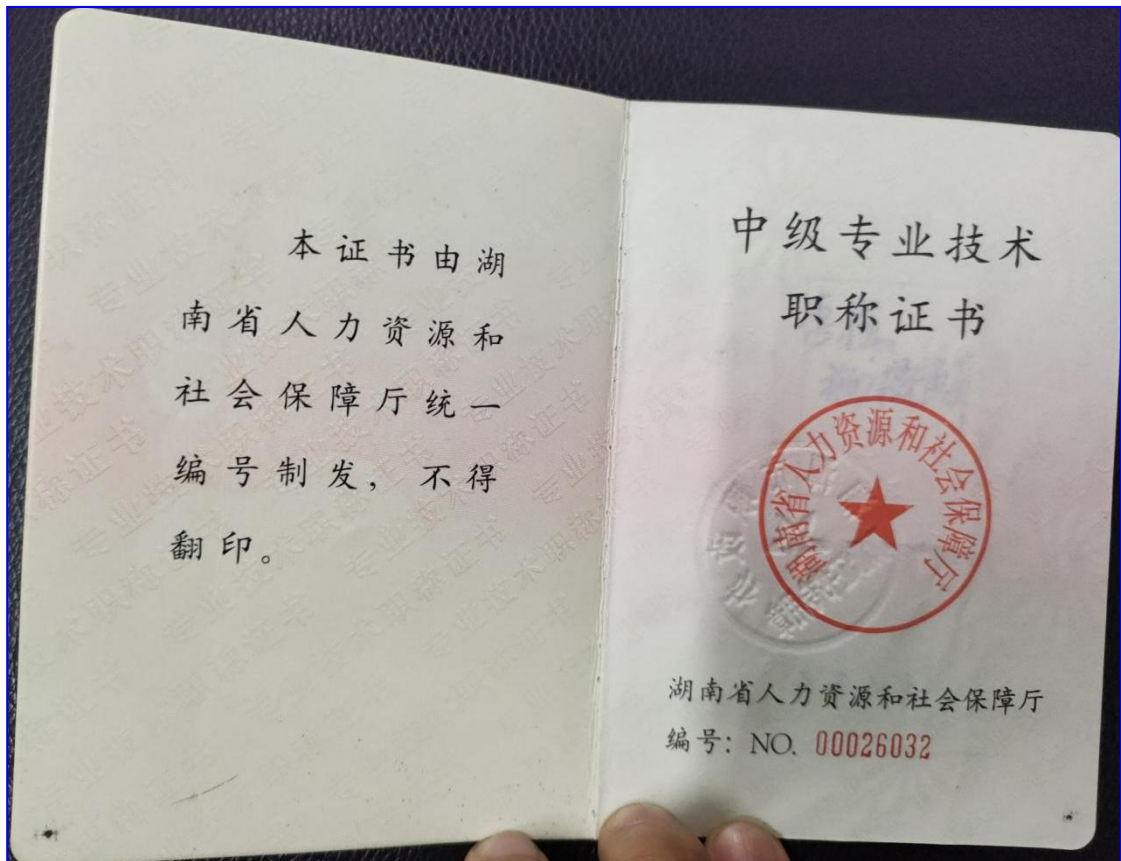 本证书由湖
南省人力资源和
社会保障厅统一
编号制发，不得
翻印。
中级专业技术
职称证书
湖南省人力资源和社会保障厅
湖南省人力资源和社会保障厅
编号：NO. 00026032